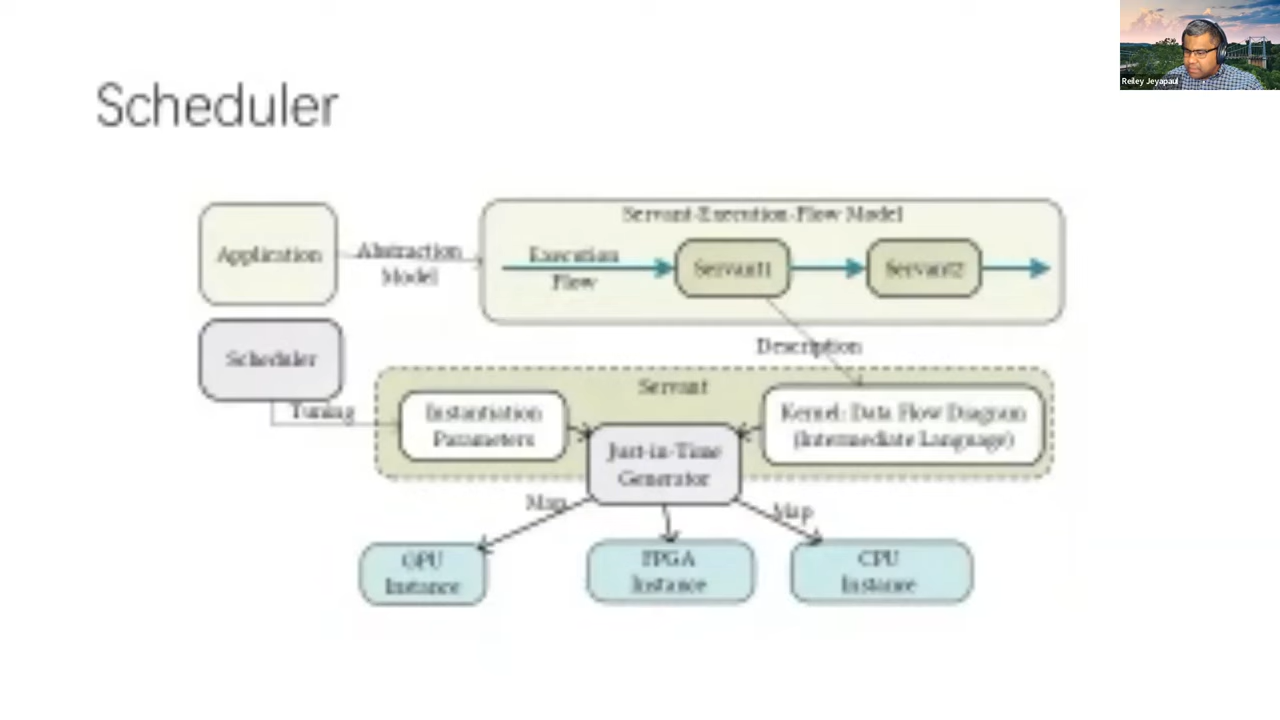 Reiley Jeyapaul
Scheduler
Servant-Execution-Flow Model
Application
Abstraction
Model
Execution
Flow
Servant1
Servant2
Scheduler
Description
Tuning
Servant
Instantiation
Parameters
Kernel: Data Flow Diagram
(Intermediate Language)
Just-in-Time
Generator
Map
Map
GPU
Instance
FPGA
Instance
CPU
Instance